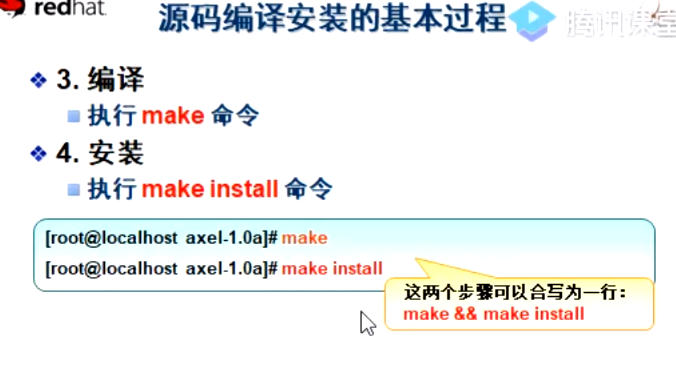 redhat.
源码编译安装的基本过程
腾讯课堂
3. 编译
执行 make 命令
4. 安装
执行 make install 命令
[root@localhost axel-1.0a]# make
[root@localhost axel-1.0a]# make install
这两个步骤可以合写为一行：
make && make install